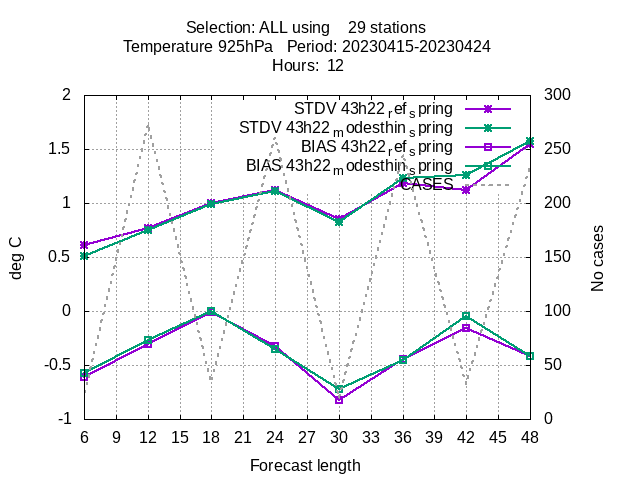 Selection: ALL using 29 stations
Temperature 925hPa Period: 20230415-20230424
Hours: 12
STDV 43h22_ref_spring
STDV 43h22_modesthin_spring
BIAS 43h22_ref_spring
BIAS 43h22_modesthin_spring
CASES
2
1.5
1
0.5
0
-0.5
-1
deg C
300
250
200
150
100
50
0
No cases
6 9 12 15 18 21 24 27 30 33 36 39 42 45 48
Forecast length